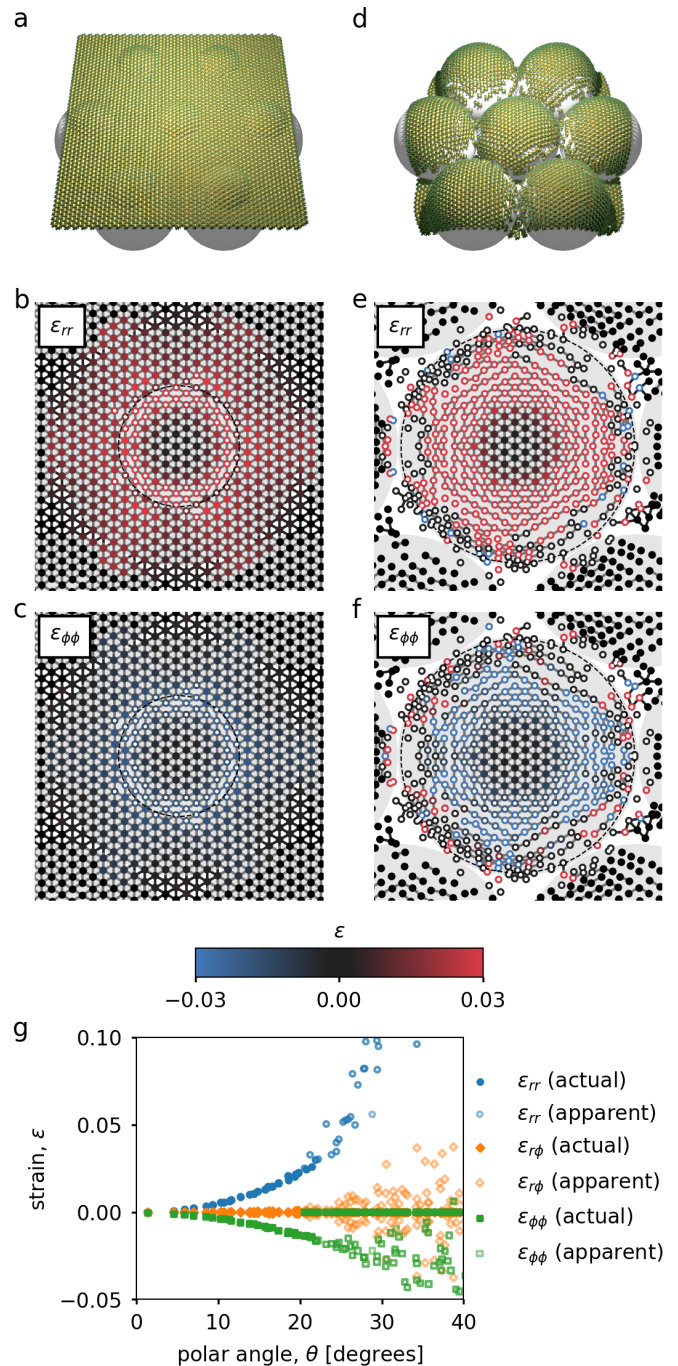 a
d
b
ε_rr
e
ε_rr
c
ε_ϕϕ
f
ε_ϕϕ
ε
−0.03 0.00 0.03
g
0.10
0.05
0.00
−0.05
strain, ε
0 10 20 30 40
polar angle, θ [degrees]
ε_rr (actual)
ε_rr (apparent)
ε_rϕ (actual)
ε_rϕ (apparent)
ε_ϕϕ (actual)
ε_ϕϕ (apparent)